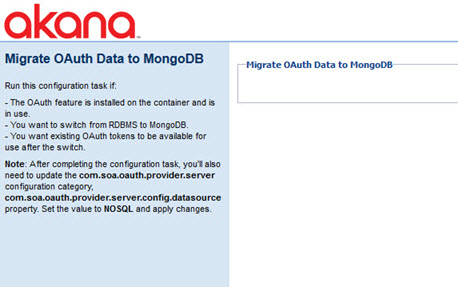 akana
Migrate OAuth Data to MongoDB
Run this configuration task if:
- The OAuth feature is installed on the container and is
in use.
- You want to switch from RDBMS to MongoDB.
- You want existing OAuth tokens to be available for
use after the switch.
Note: After completing the configuration task, you'll also
need to update the com.soa.oauth.provider.server
configuration category,
com.soa.oauth.provider.server.config.datasource
property. Set the value to NOSQL and apply changes.
Migrate OAuth Data to MongoDB